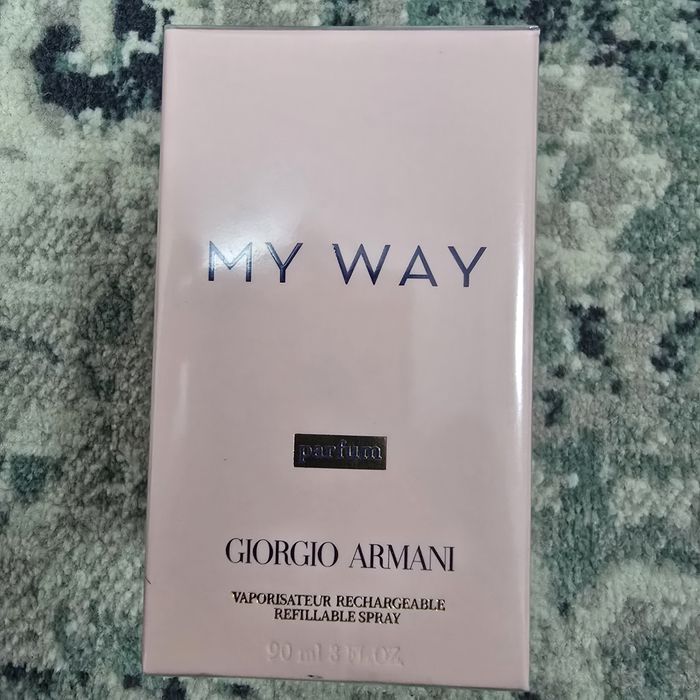 MY WAY
parfum
GIORGIO ARMANI
VAPORISATEUR RECHARGEABLE
REFILLABLE SPRAY
90 ml 3 FL.OZ.